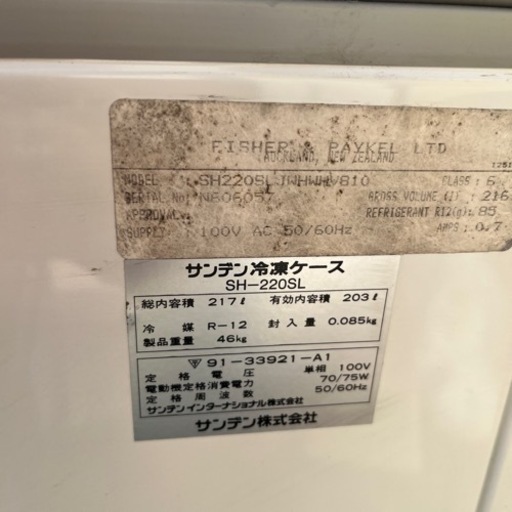 FISHER & PAYKEL LTD
AUCKLAND, NEW ZEALAND
MODEL SH220SL CLASS: 6
SERIAL No GROSS VOLUME (l) : 216
APPROVAL REFRIGERANT R12(g): 85
SUPPLY: 100V AC 50/60Hz AMPS: 0.7
サンデン冷凍ケース
SH-220SL
総内容積 217ℓ 有効内容積 203ℓ
冷媒 R-12 封入量 0.085kg
製品重量 46kg
91-33921-A1
定格電圧 単相 100V
電動機定格消費電力 70/75W
定格周波数 50/60Hz
サンデンインターナショナル株式会社
サンデン株式会社